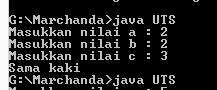 G:\Marchanda>java UTS
Masukkan nilai a : 2
Masukkan nilai b : 2
Masukkan nilai c : 3
Sama kaki
G:\Marchanda>java UTS